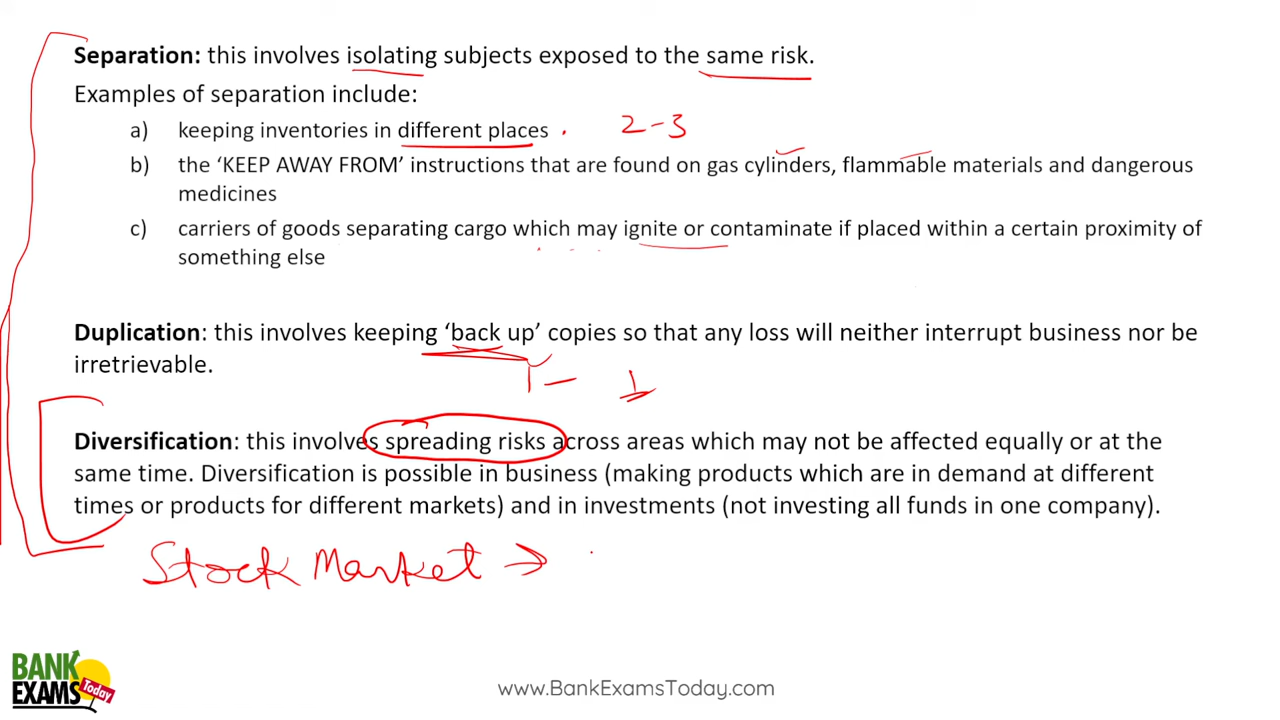 Separation: this involves isolating subjects exposed to the same risk.
Examples of separation include:
a) keeping inventories in different places . 2-3
b) the ‘KEEP AWAY FROM’ instructions that are found on gas cylinders, flammable materials and dangerous
medicines
c) carriers of goods separating cargo which may ignite or contaminate if placed within a certain proximity of
something else
Duplication: this involves keeping ‘back up’ copies so that any loss will neither interrupt business nor be
irretrievable.
1 - 1
Diversification: this involves spreading risks across areas which may not be affected equally or at the
same time. Diversification is possible in business (making products which are in demand at different
times or products for different markets) and in investments (not investing all funds in one company).
Stock Market →
BANK
EXAMS Today
www.BankExamsToday.com